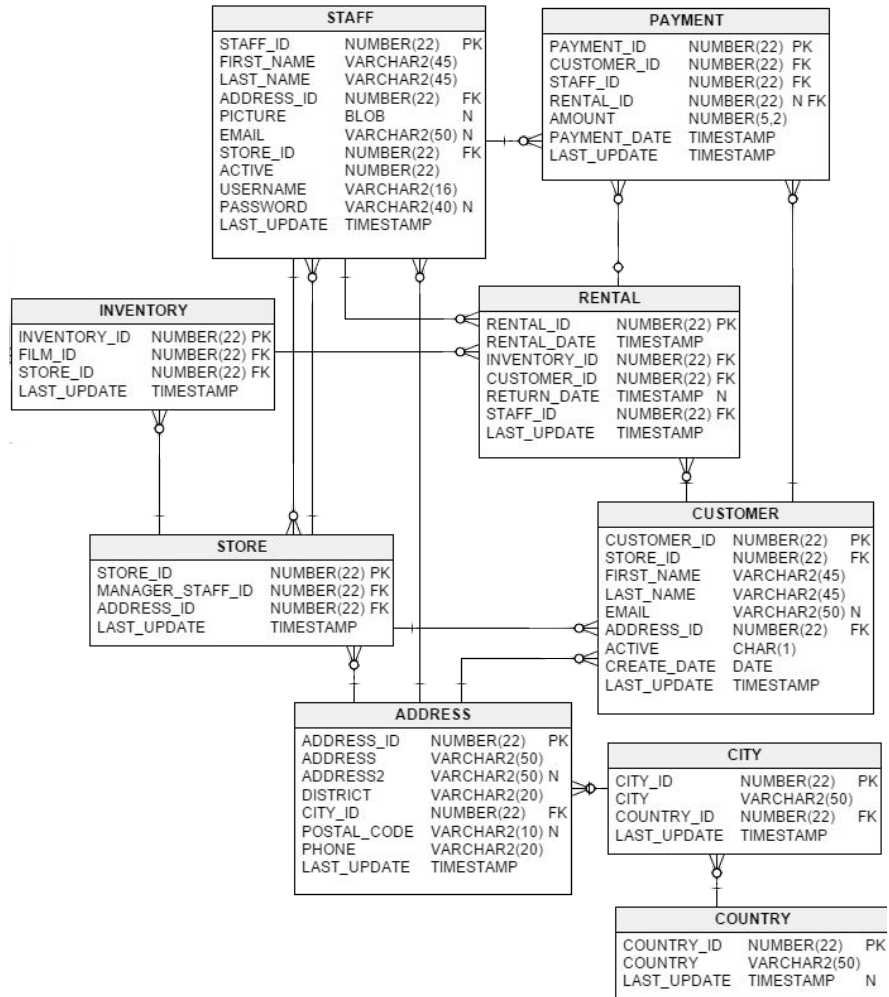 STAFF
STAFF_ID NUMBER(22) PK
FIRST_NAME VARCHAR2(45)
LAST_NAME VARCHAR2(45)
ADDRESS_ID NUMBER(22) FK
PICTURE BLOB N
EMAIL VARCHAR2(50) N
STORE_ID NUMBER(22) FK
ACTIVE NUMBER(22)
USERNAME VARCHAR2(16)
PASSWORD VARCHAR2(40) N
LAST_UPDATE TIMESTAMP
PAYMENT
PAYMENT_ID NUMBER(22) PK
CUSTOMER_ID NUMBER(22) FK
STAFF_ID NUMBER(22) FK
RENTAL_ID NUMBER(22) N FK
AMOUNT NUMBER(5,2)
PAYMENT_DATE TIMESTAMP
LAST_UPDATE TIMESTAMP
INVENTORY
INVENTORY_ID NUMBER(22) PK
FILM_ID NUMBER(22) FK
STORE_ID NUMBER(22) FK
LAST_UPDATE TIMESTAMP
RENTAL
RENTAL_ID NUMBER(22) PK
RENTAL_DATE TIMESTAMP
INVENTORY_ID NUMBER(22) FK
CUSTOMER_ID NUMBER(22) FK
RETURN_DATE TIMESTAMP N
STAFF_ID NUMBER(22) FK
LAST_UPDATE TIMESTAMP
STORE
STORE_ID NUMBER(22) PK
MANAGER_STAFF_ID NUMBER(22) FK
ADDRESS_ID NUMBER(22) FK
LAST_UPDATE TIMESTAMP
CUSTOMER
CUSTOMER_ID NUMBER(22) PK
STORE_ID NUMBER(22) FK
FIRST_NAME VARCHAR2(45)
LAST_NAME VARCHAR2(45)
EMAIL VARCHAR2(50) N
ADDRESS_ID NUMBER(22) FK
ACTIVE CHAR(1)
CREATE_DATE DATE
LAST_UPDATE TIMESTAMP
ADDRESS
ADDRESS_ID NUMBER(22) PK
ADDRESS VARCHAR2(50)
ADDRESS2 VARCHAR2(50) N
DISTRICT VARCHAR2(20)
CITY_ID NUMBER(22) FK
POSTAL_CODE VARCHAR2(10) N
PHONE VARCHAR2(20)
LAST_UPDATE TIMESTAMP
CITY
CITY_ID NUMBER(22) PK
CITY VARCHAR2(50)
COUNTRY_ID NUMBER(22) FK
LAST_UPDATE TIMESTAMP
COUNTRY
COUNTRY_ID NUMBER(22) PK
COUNTRY VARCHAR2(50)
LAST_UPDATE TIMESTAMP N